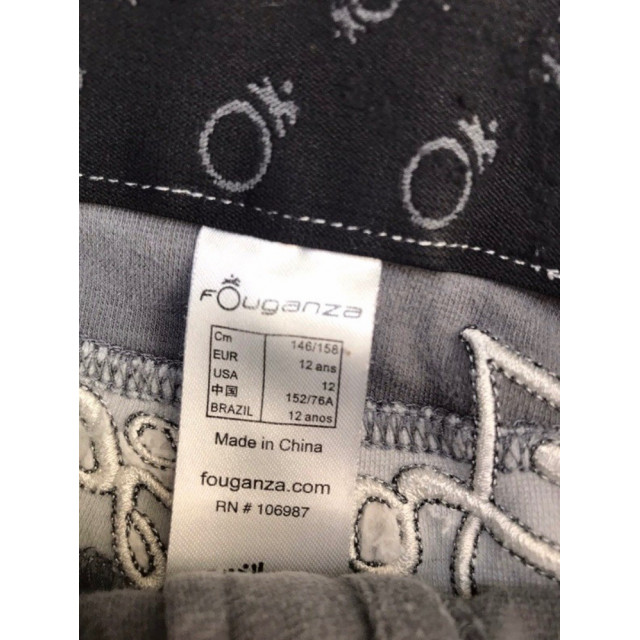 FOuganza
Cm 146/158
EUR 12 ans
USA 12
中国 152/76A
BRAZIL 12 anos
Made in China
fouganza.com
RN # 106987